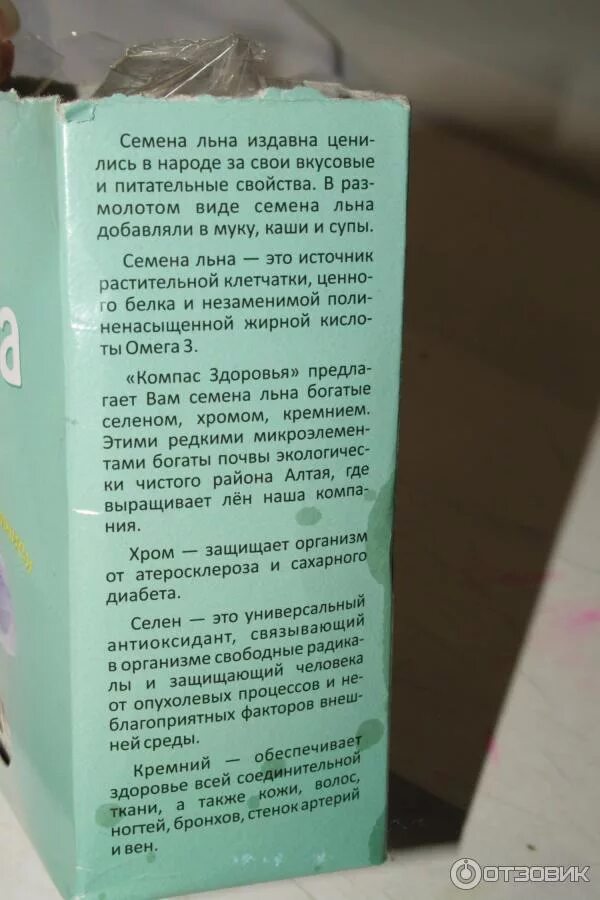 Семена льна издавна цени-
лись в народе за свои вкусовые
и питательные свойства. В раз-
молотом виде семена льна
добавляли в муку, каши и супы.
Семена льна — это источник
растительной клетчатки, ценно-
го белка и незаменимой поли-
ненасыщенной жирной кисло-
ты Омега 3.
«Компас Здоровья» предла-
гает Вам семена льна богатые
селеном, хромом, кремнием.
Этими редкими микроэлемен-
тами богаты почвы экологичес-
ки чистого района Алтая, где
выращивает лён наша компа-
ния.
Хром — защищает организм
от атеросклероза и сахарного
диабета.
Селен — это универсальный
антиоксидант, связывающий
в организме свободные радика-
лы и защищающий человека
от опухолевых процессов и не-
благоприятных факторов внеш-
ней среды.
Кремний — обеспечивает
здоровье всей соединительной
ткани, а также кожи, волос,
ногтей, бронхов, стенок артерий
и вен.
а
ОТЗОВИК